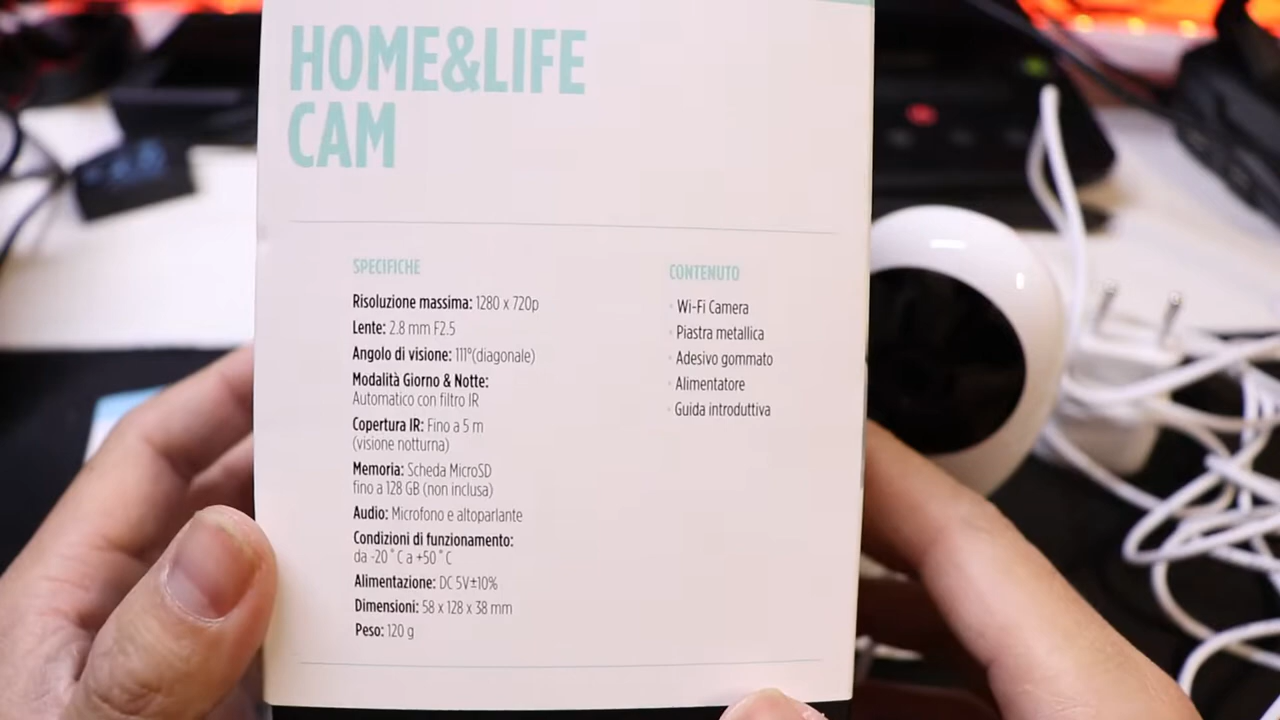 HOME&LIFE
CAM
SPECIFICHE
Risoluzione massima: 1280 x 720p
Lente: 2.8 mm F2.5
Angolo di visione: 111°(diagonale)
Modalità Giorno & Notte:
Automatico con filtro IR
Copertura IR: Fino a 5 m
(visione notturna)
Memoria: Scheda MicroSD
fino a 128 GB (non inclusa)
Audio: Microfono e altoparlante
Condizioni di funzionamento:
da -20°C a +50°C
Alimentazione: DC 5V±10%
Dimensioni: 58 x 128 x 38 mm
Peso: 120 g
CONTENUTO
· Wi-Fi Camera
· Piastra metallica
· Adesivo gommato
· Alimentatore
· Guida introduttiva